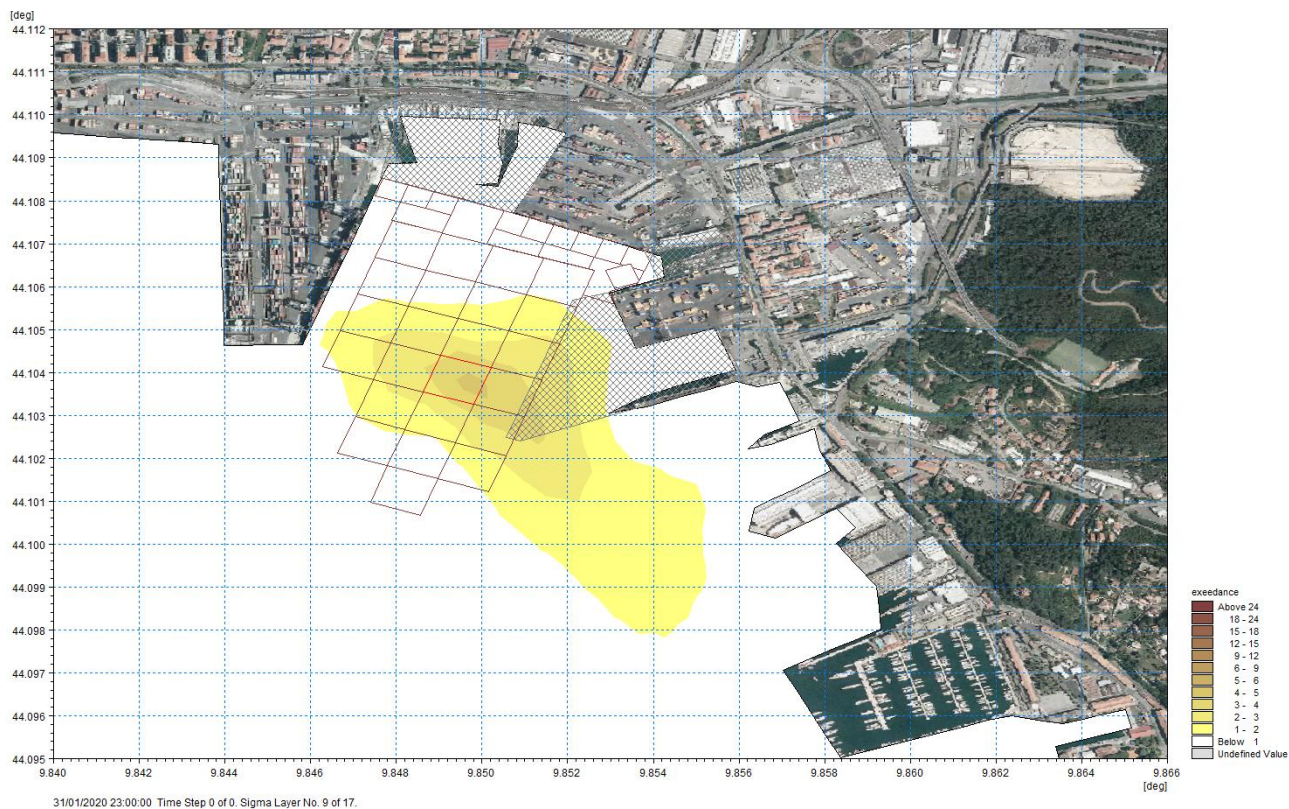 [deg]
44.112
44.111
44.110
44.109
44.108
44.107
44.106
44.105
44.104
44.103
44.102
44.101
44.100
44.099
44.098
44.097
44.096
44.095
9.840 9.842 9.844 9.846 9.848 9.850 9.852 9.854 9.856 9.858 9.860 9.862 9.864 9.866
[deg]
exeedance
Above 24
18 - 24
15 - 18
12 - 15
9 - 12
6 - 9
5 - 6
4 - 5
3 - 4
2 - 3
1 - 2
Below 1
Undefined Value
31/01/2020 23:00:00 Time Step 0 of 0. Sigma Layer No. 9 of 17.